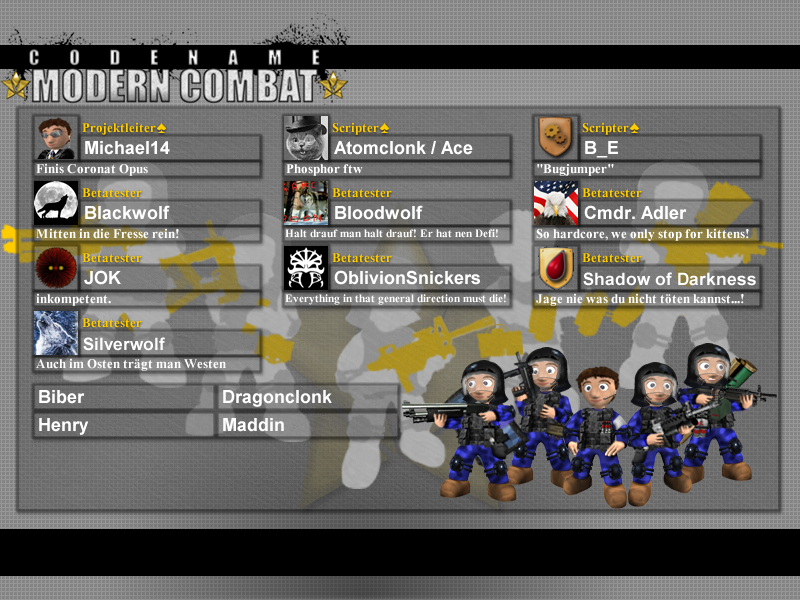 CODENAME
MODERN COMBAT
Projektleiter♠
Michael14
Finis Coronat Opus
Scripter♠
Atomclonk / Ace
Phosphor ftw
Scripter♠
B_E
"Bugjumper"
Betatester
Blackwolf
Mitten in die Fresse rein!
Betatester
Bloodwolf
Halt drauf man halt drauf! Er hat nen Defi!
Betatester
Cmdr. Adler
So hardcore, we only stop for kittens!
Betatester
JOK
inkompetent.
Betatester
OblivionSnickers
Everything in that general direction must die!
Betatester
Shadow of Darkness
Jage nie was du nicht töten kannst...!
Betatester
Silverwolf
Auch im Osten trägt man Westen
Biber
Dragonclonk
Henry
Maddin